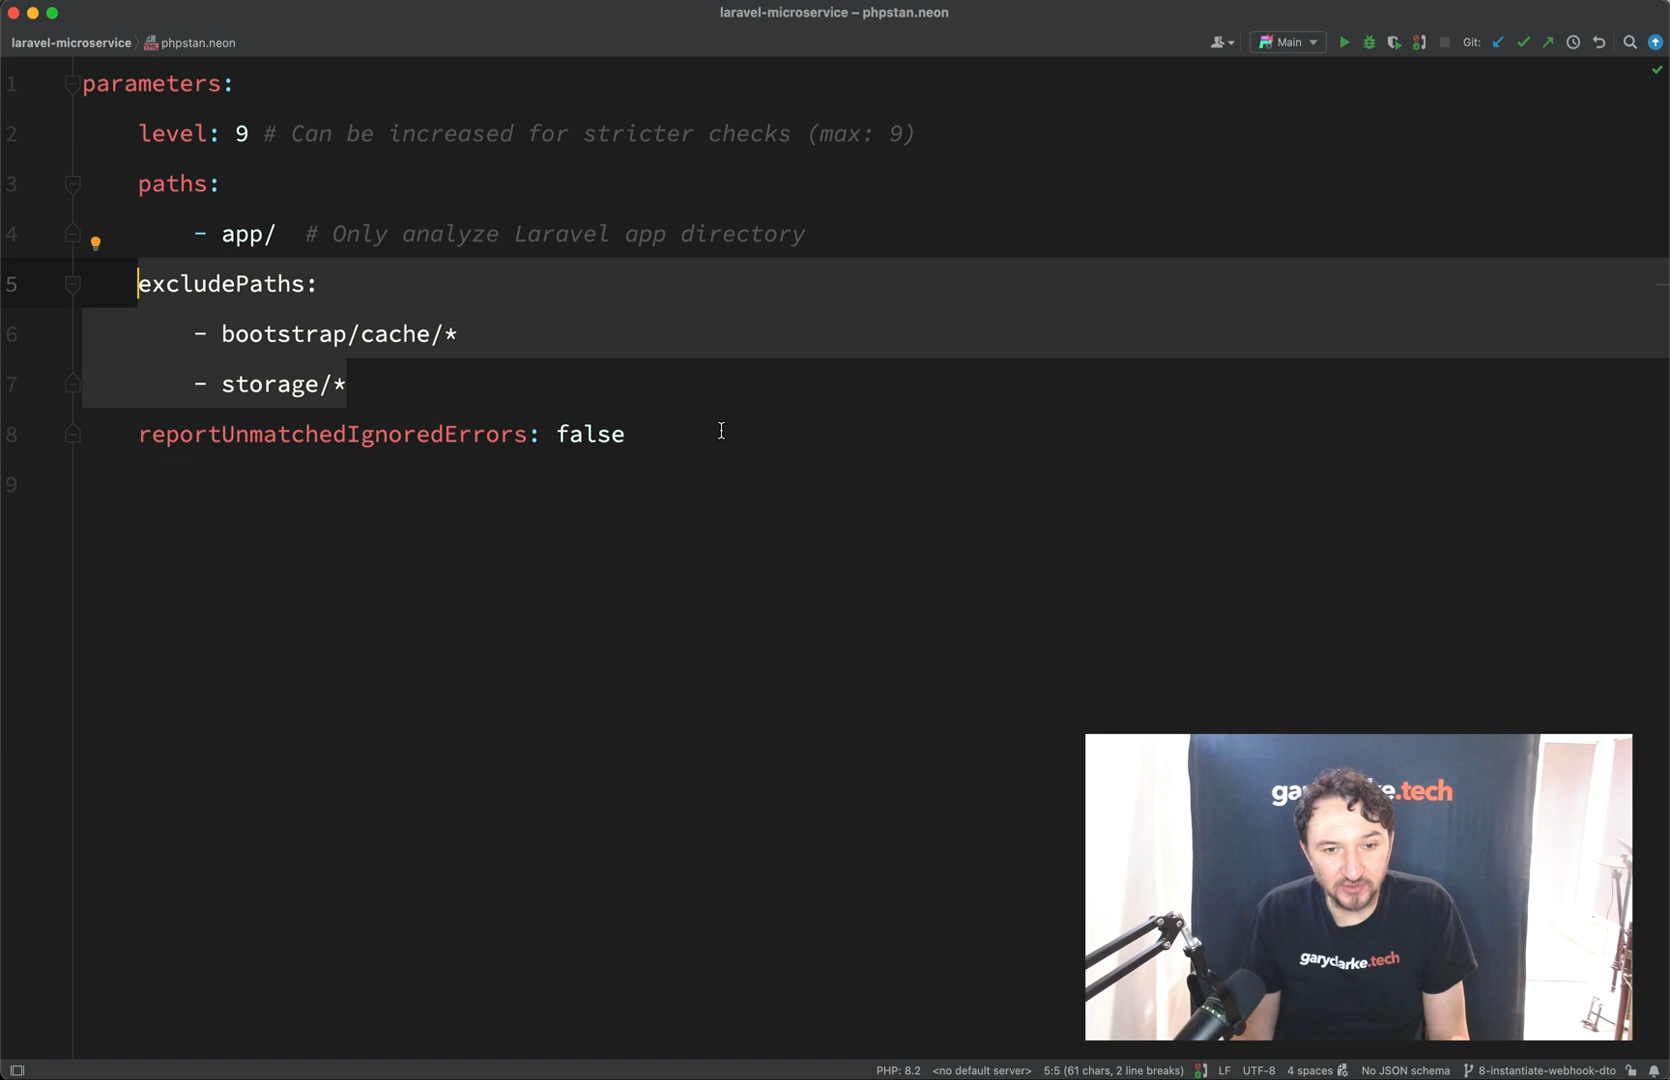 laravel-microservice – phpstan.neon
laravel-microservice
phpstan.neon
Main
Git:
1 parameters:
2 level: 9 # Can be increased for stricter checks (max: 9)
3 paths:
4 - app/ # Only analyze Laravel app directory
5 excludePaths:
6 - bootstrap/cache/*
7 - storage/*
8 reportUnmatchedIgnoredErrors: false
9
garyclarke.tech
PHP: 8.2 <no default server> 5:5 (61 chars, 2 line breaks) LF UTF-8 4 spaces No JSON schema 8-instantiate-webhook-dto